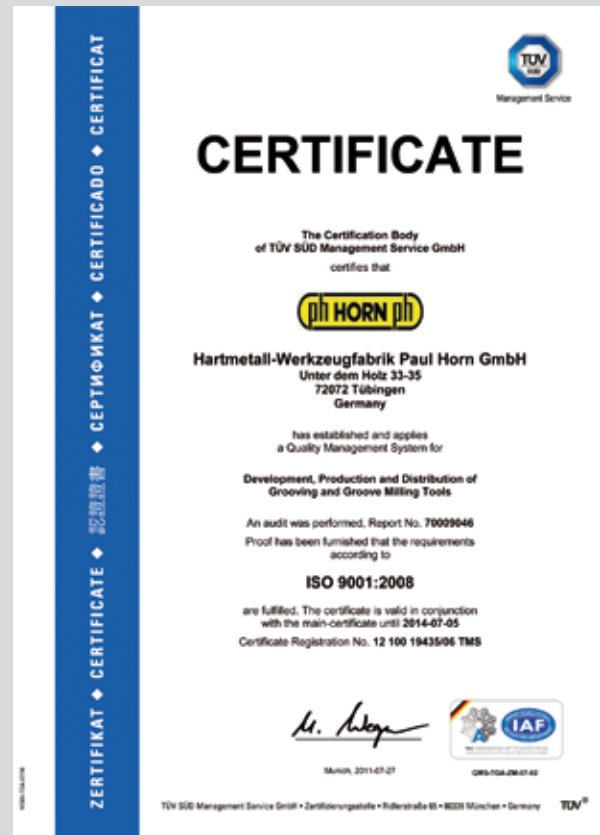 TÜV
SÜD
Management Service
CERTIFICATE
The Certification Body
of TÜV SÜD Management Service GmbH
certifies that
ph HORN ph
Hartmetall-Werkzeugfabrik Paul Horn GmbH
Unter dem Holz 33-35
72072 Tübingen
Germany
has established and applies
a Quality Management System for
Development, Production and Distribution of
Grooving and Groove Milling Tools
An audit was performed, Report No. 70009046
Proof has been furnished that the requirements
according to
ISO 9001:2008
are fulfilled. The certificate is valid in conjunction
with the main-certificate until 2014-07-05
Certificate Registration No. 12 100 19435/06 TMS
IAF
Munich, 2011-07-27
QMS-TGA-ZM-07-92
TÜV SÜD Management Service GmbH • Zertifizierungsstelle • Ridlerstraße 65 • 80339 München • Germany TÜV®
ZERTIFIKAT ◆ CERTIFICATE ◆ 認證證書 ◆ СЕРТИФИКАТ ◆ CERTIFICADO ◆ CERTIFICAT